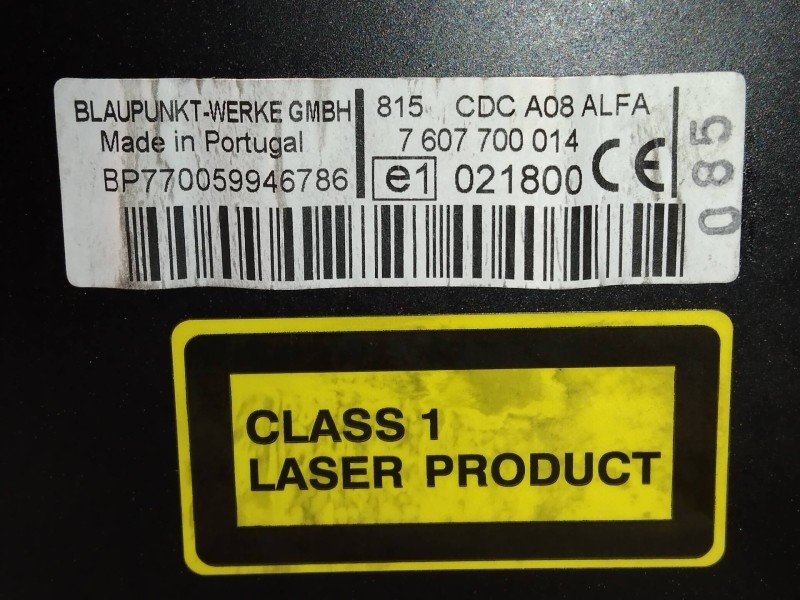 BLAUPUNKT-WERKE GMBH
Made in Portugal
BP770059946786
815 CDC A08 ALFA
7 607 700 014
e1 021800 CE
085
CLASS 1
LASER PRODUCT